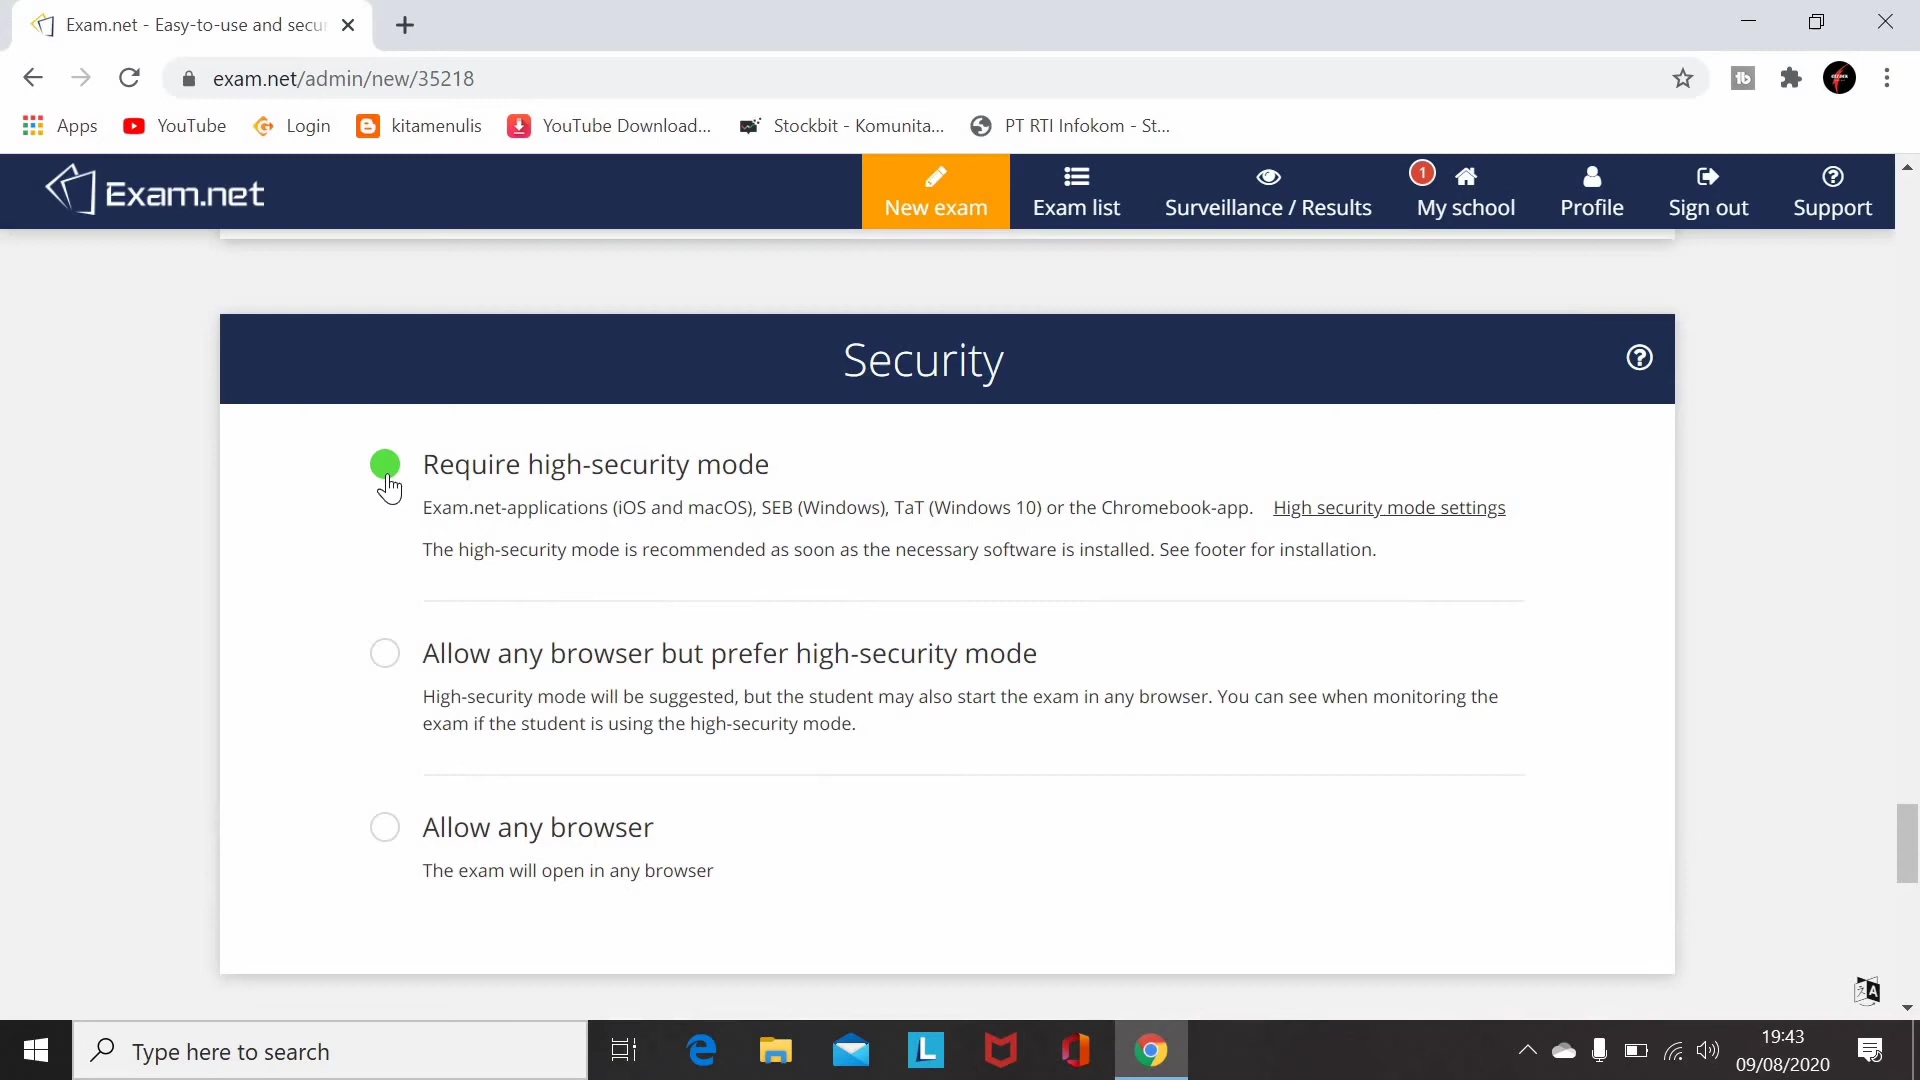 Exam.net - Easy-to-use and secu
exam.net/admin/new/35218
Apps YouTube Login kitamenulis YouTube Download... Stockbit - Komunita... PT RTI Infokom - St...
Exam.net
New exam
Exam list
Surveillance / Results
1
My school
Profile
Sign out
Support
Security
Require high-security mode
Exam.net-applications (iOS and macOS), SEB (Windows), TaT (Windows 10) or the Chromebook-app. High security mode settings
The high-security mode is recommended as soon as the necessary software is installed. See footer for installation.
Allow any browser but prefer high-security mode
High-security mode will be suggested, but the student may also start the exam in any browser. You can see when monitoring the
exam if the student is using the high-security mode.
Allow any browser
The exam will open in any browser
Type here to search
19:43
09/08/2020